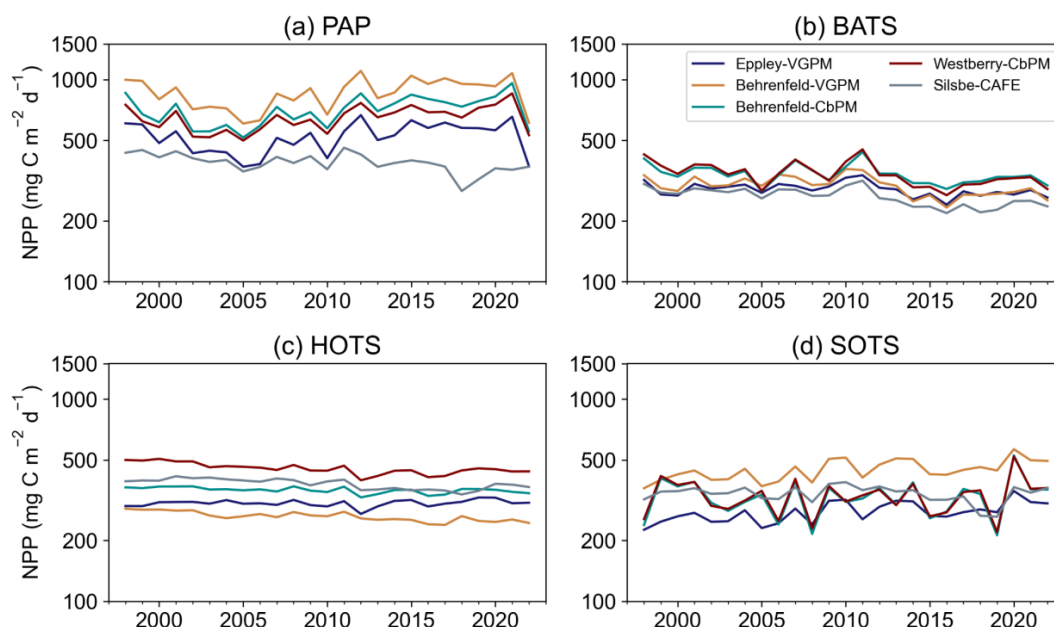 (a) PAP
(b) BATS
NPP (mg C m⁻² d⁻¹)
1500
1000
500
100
2000 2005 2010 2015 2020
1500
1000
500
100
Eppley-VGPM
Behrenfeld-VGPM
Behrenfeld-CbPM
Westberry-CbPM
Silsbe-CAFE
2000 2005 2010 2015 2020
(c) HOTS
(d) SOTS
NPP (mg C m⁻² d⁻¹)
1500
1000
500
200
100
2000 2005 2010 2015 2020
1500
1000
500
200
100
2000 2005 2010 2015 2020